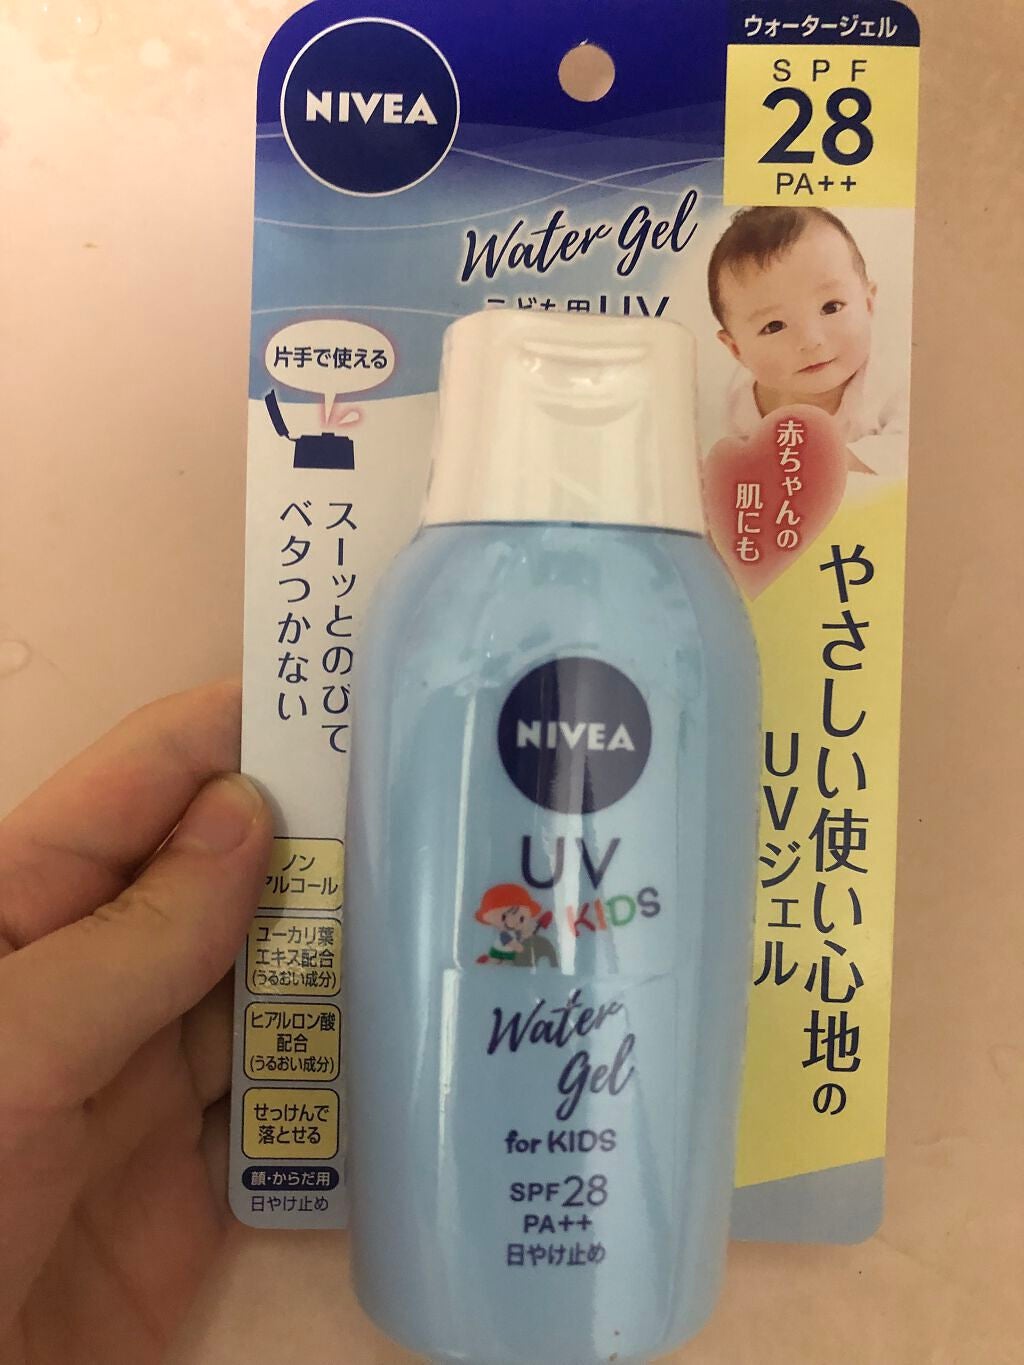 NIVEA
ウォータージェル
SPF
28
PA++
Water Gel
こども用UV
片手で使える
スーッとのびて
ベタつかない
赤ちゃんの
肌にも
やさしい使い心地の
UVジェル
ノン
アルコール
ユーカリ葉
エキス配合
(うるおい成分)
ヒアルロン酸
配合
(うるおい成分)
せっけんで
落とせる
顔・からだ用
日やけ止め
NIVEA
UV
KIDS
Water
Gel
for KIDS
SPF28
PA++
日やけ止め